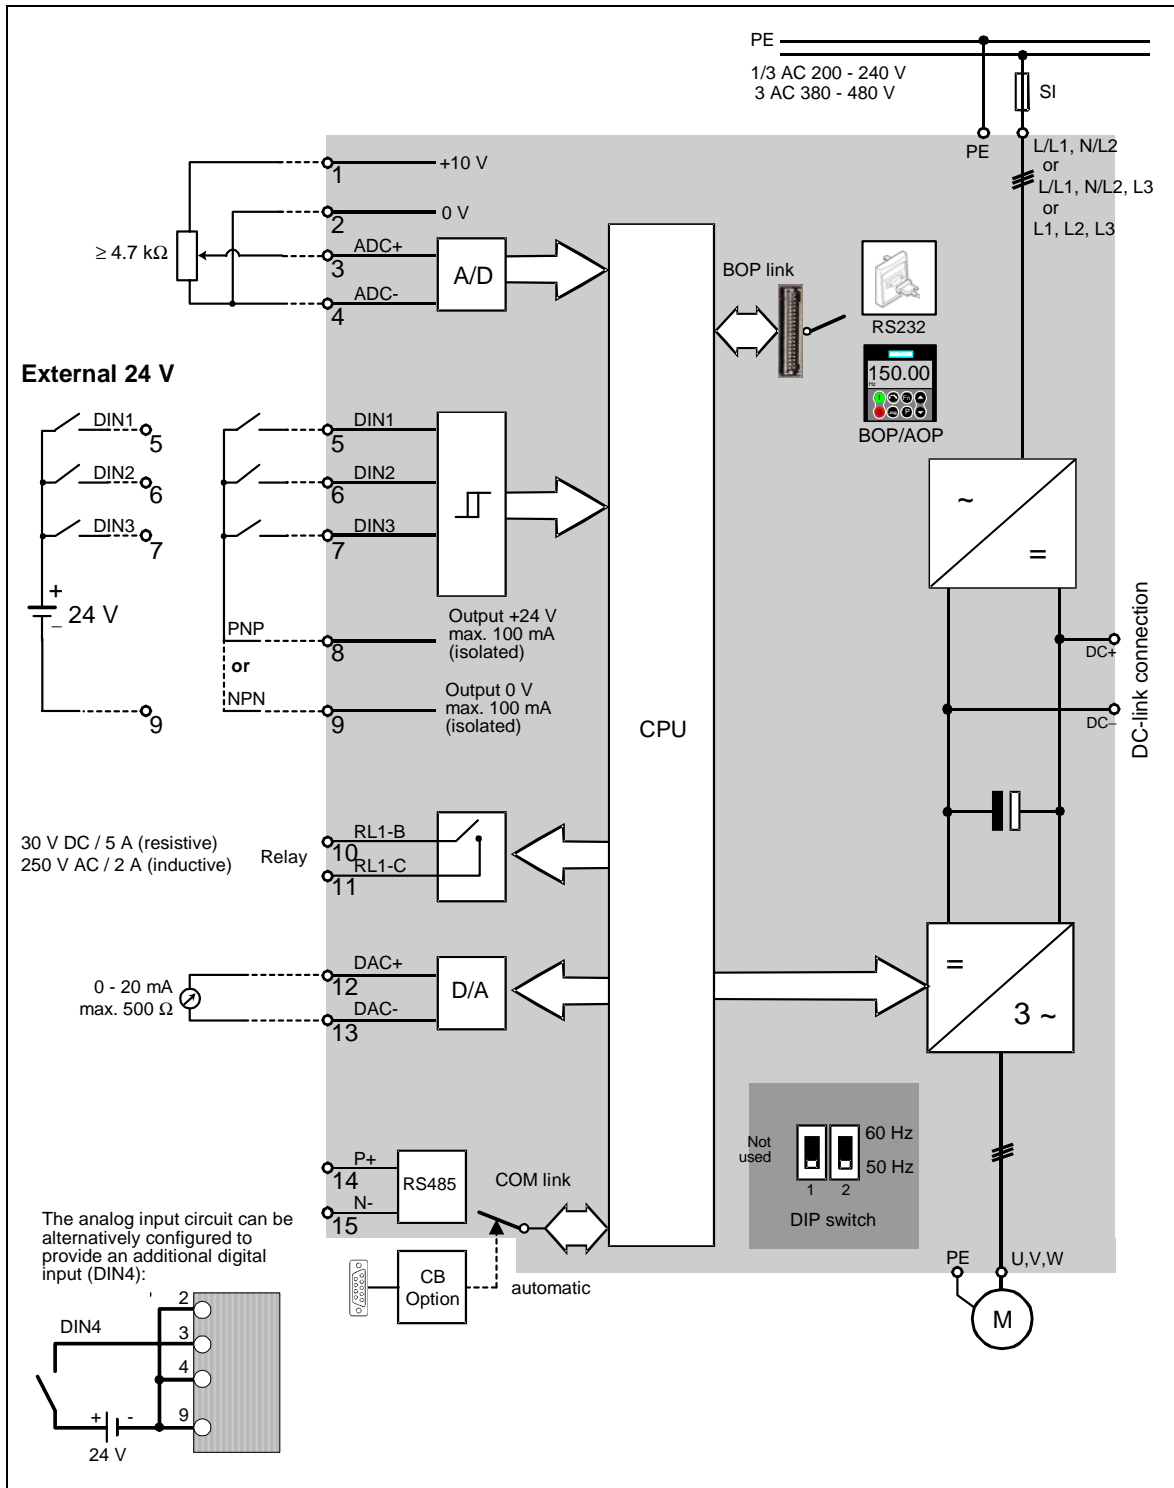 PE
1/3 AC 200 - 240 V
3 AC 380 - 480 V
SI
PE
L/L1, N/L2
or
L/L1, N/L2, L3
or
L1, L2, L3
1
+10 V
2
0 V
≥ 4.7 kΩ
3
ADC+
4
ADC-
A/D
BOP link
RS232
150.00
Hz
Fn
jog
P
BOP/AOP
External 24 V
DIN1
5
DIN2
6
DIN3
7
+
24 V
–
9
DIN1
5
DIN2
6
DIN3
7
PNP
8
or
NPN
9
Output +24 V
max. 100 mA
(isolated)
Output 0 V
max. 100 mA
(isolated)
CPU
~
=
DC+
DC–
DC-link connection
30 V DC / 5 A (resistive)
250 V AC / 2 A (inductive)
Relay
RL1-B
10
RL1-C
11
0 - 20 mA
max. 500 Ω
DAC+
12
DAC-
13
D/A
=
3 ~
Not
used
60 Hz
50 Hz
1
2
DIP switch
P+
14
N-
15
RS485
COM link
CB
Option
automatic
PE
U,V,W
M
The analog input circuit can be
alternatively configured to
provide an additional digital
input (DIN4):
DIN4
2
3
4
9
+
-
24 V